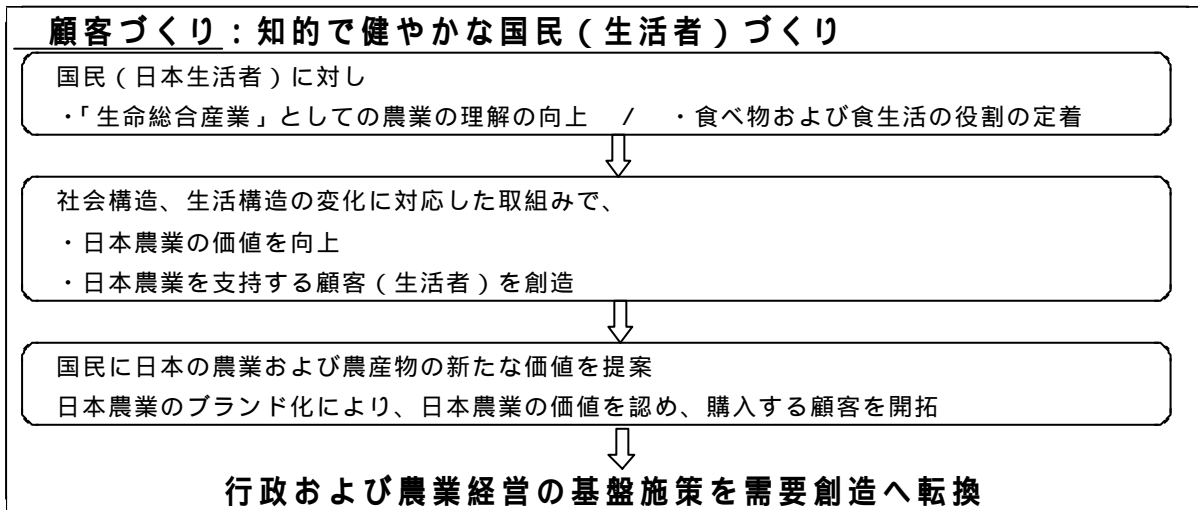 顧客づくり：知的で健やかな国民（生活者）づくり
国民（日本生活者）に対し
・「生命総合産業」としての農業の理解の向上　/　・食べ物および食生活の役割の定着
社会構造、生活構造の変化に対応した取組みで、
・日本農業の価値を向上
・日本農業を支持する顧客（生活者）を創造
国民に日本の農業および農産物の新たな価値を提案
日本農業のブランド化により、日本農業の価値を認め、購入する顧客を開拓
行政および農業経営の基盤施策を需要創造へ転換